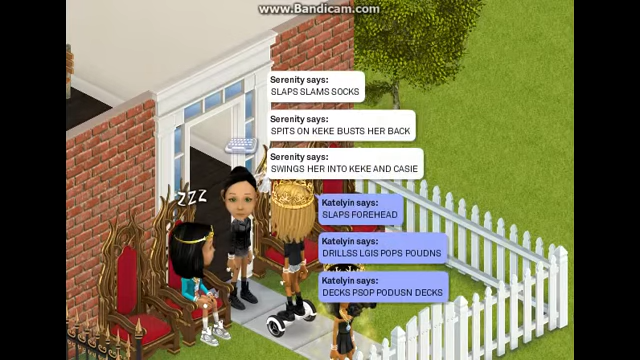 www.Bandicam.com
Serenity says:
SLAPS SLAMS SOCKS
Serenity says:
SPITS ON KEKE BUSTS HER BACK
Serenity says:
SWINGS HER INTO KEKE AND CASIE
ZZZ
Katelyin says:
SLAPS FOREHEAD
Katelyin says:
DRILLSS LGIS POPS POUDNS
Katelyin says:
DECKS PSOP PODUSN DECKS